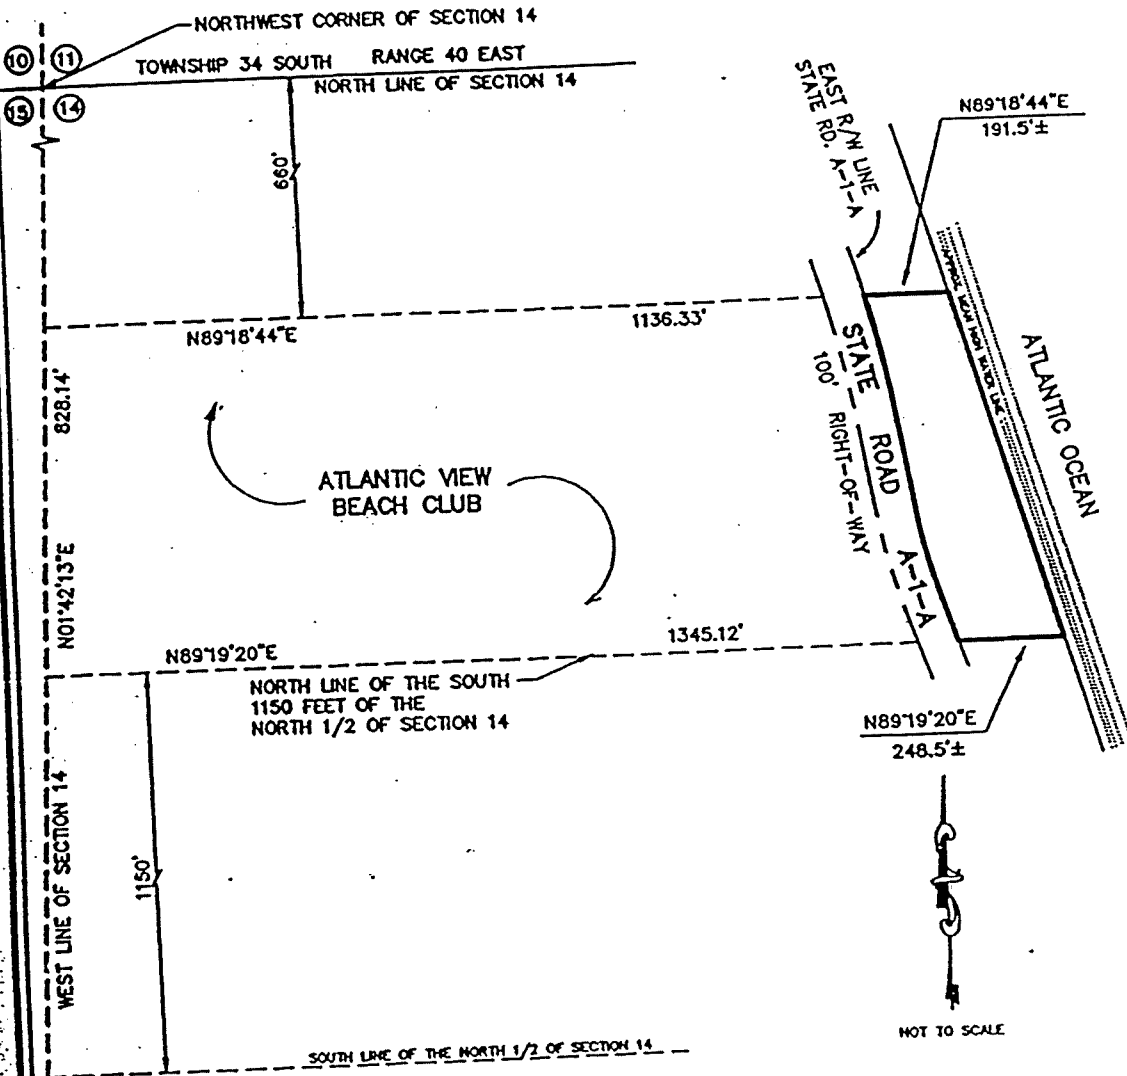 NORTHWEST CORNER OF SECTION 14
10 11
TOWNSHIP 34 SOUTH RANGE 40 EAST
NORTH LINE OF SECTION 14
15 14
660'
EAST R/W LINE
STATE RD. A-1-A
N89°18'44"E
191.5'±
N89°18'44"E
1136.33'
STATE ROAD A-1-A
100' RIGHT-OF-WAY
APPROX MEAN HIGH WATER LINE
ATLANTIC OCEAN
828.14'
N01°42'13"E
ATLANTIC VIEW
BEACH CLUB
N89°19'20"E
1345.12'
NORTH LINE OF THE SOUTH
1150 FEET OF THE
NORTH 1/2 OF SECTION 14
N89°19'20"E
248.5'±
WEST LINE OF SECTION 14
1150'
NOT TO SCALE
SOUTH LINE OF THE NORTH 1/2 OF SECTION 14